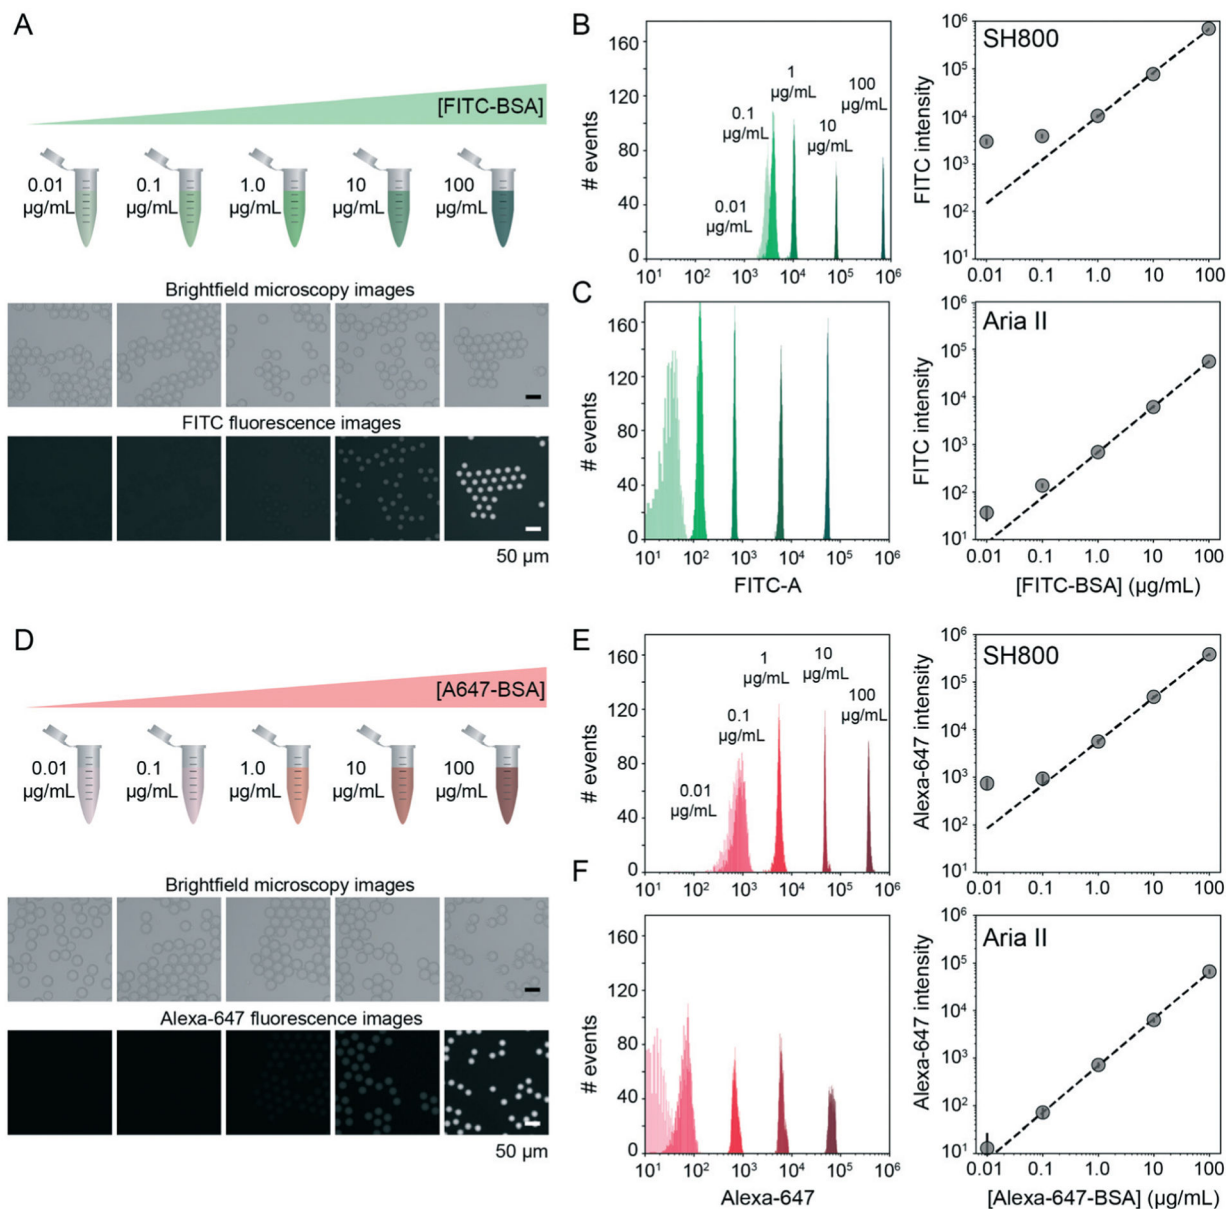 A
[FITC-BSA]
0.01
µg/mL
0.1
µg/mL
1.0
µg/mL
10
µg/mL
100
µg/mL
Brightfield microscopy images
FITC fluorescence images
50 µm
B
# events
160
120
80
40
0
0.01
µg/mL
0.1
µg/mL
1
µg/mL
10
µg/mL
100
µg/mL
10¹ 10² 10³ 10⁴ 10⁵ 10⁶
SH800
FITC intensity
10⁶
10⁵
10⁴
10³
10²
10¹
0.01 0.1 1.0 10 100
C
# events
160
120
80
40
0
10¹ 10² 10³ 10⁴ 10⁵ 10⁶
FITC-A
Aria II
FITC intensity
10⁶
10⁵
10⁴
10³
10²
10¹
0.01 0.1 1.0 10 100
[FITC-BSA] (µg/mL)
D
[A647-BSA]
0.01
µg/mL
0.1
µg/mL
1.0
µg/mL
10
µg/mL
100
µg/mL
Brightfield microscopy images
Alexa-647 fluorescence images
50 µm
E
# events
160
120
80
40
0
0.01
µg/mL
0.1
µg/mL
1
µg/mL
10
µg/mL
100
µg/mL
10¹ 10² 10³ 10⁴ 10⁵ 10⁶
SH800
Alexa-647 intensity
10⁶
10⁵
10⁴
10³
10²
10¹
0.01 0.1 1.0 10 100
F
# events
160
120
80
40
0
10¹ 10² 10³ 10⁴ 10⁵ 10⁶
Alexa-647
Aria II
Alexa-647 intensity
10⁶
10⁵
10⁴
10³
10²
10¹
0.01 0.1 1.0 10 100
[Alexa-647-BSA] (µg/mL)